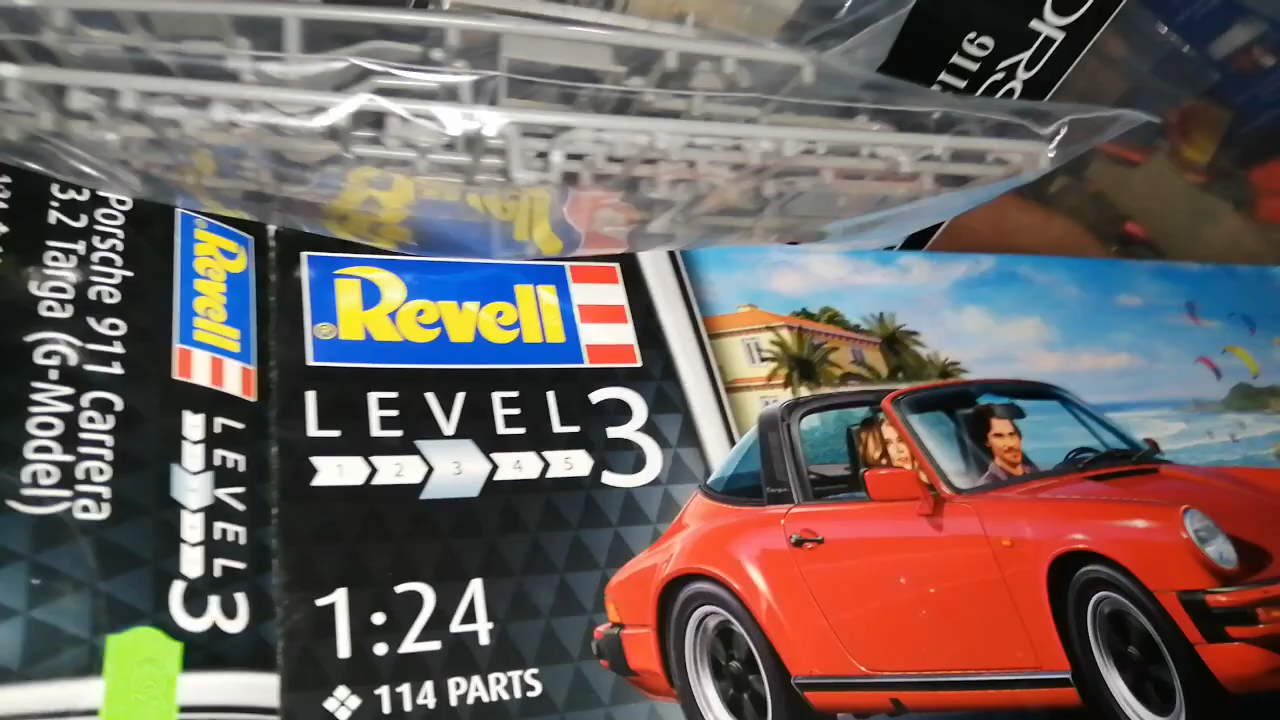 Revell
LEVEL 3
1 2 3 4 5
1:24
114 PARTS
Porsche 911 Carrera
3.2 Targa (G-Model)
Revell
LEVEL 3
911